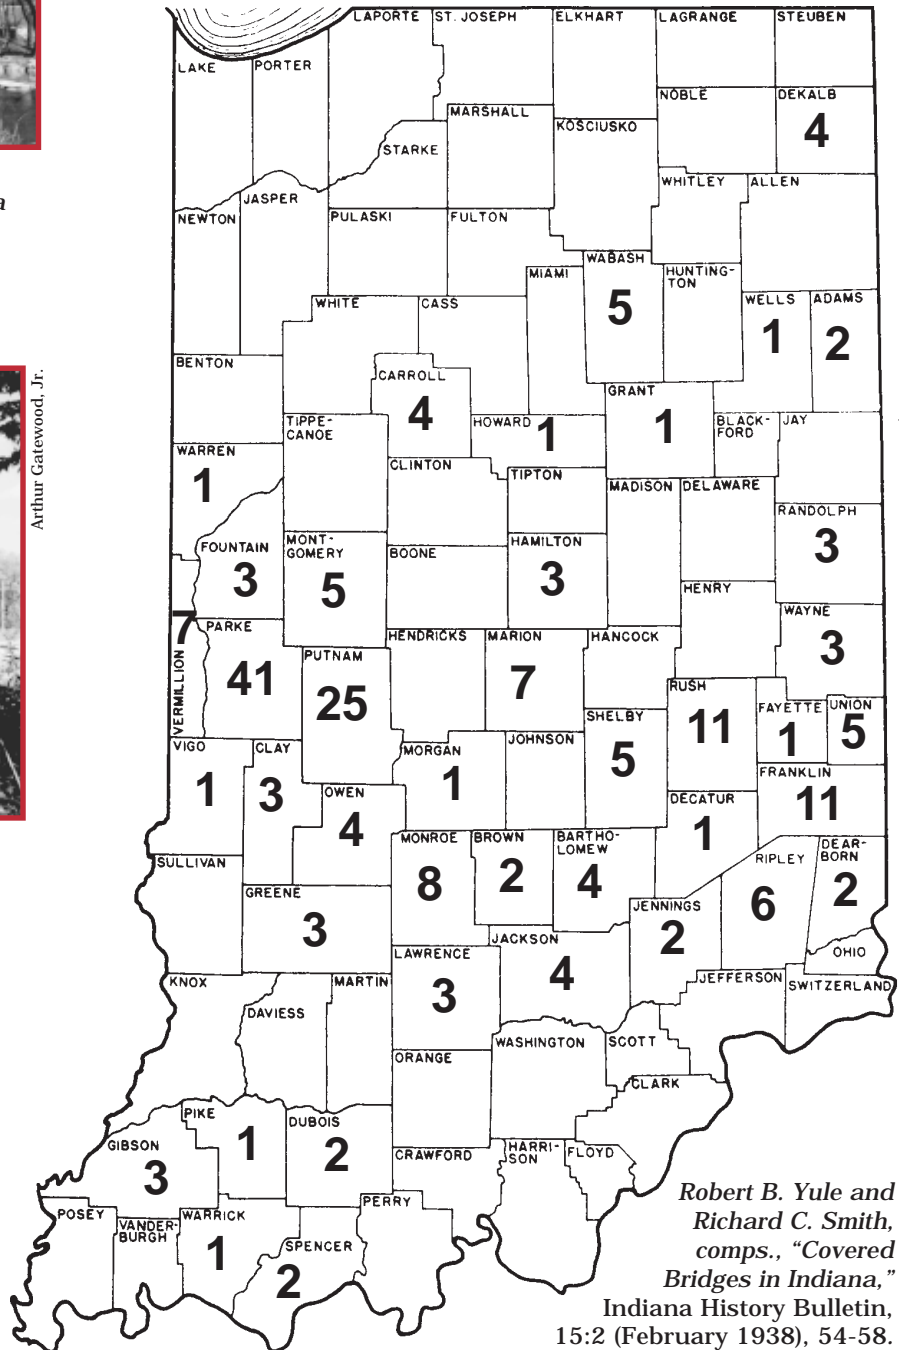 LAPORTE
ST. JOSEPH
ELKHART
LAGRANGE
STEUBEN
LAKE
PORTER
NOBLE
DEKALB
4
MARSHALL
KOSCIUSKO
STARKE
a
WHITLEY
ALLEN
JASPER
NEWTON
PULASKI
FULTON
WABASH
5
MIAMI
HUNTING-
TON
WHITE
CASS
WELLS
1
ADAMS
2
BENTON
CARROLL
4
GRANT
1
Arthur Gatewood, Jr.
TIPPE-
CANOE
HOWARD
1
BLACK-
FORD
JAY
WARREN
1
CLINTON
TIPTON
MADISON
DELAWARE
RANDOLPH
3
FOUNTAIN
3
MONT-
GOMERY
5
BOONE
HAMILTON
3
HENRY
WAYNE
3
7
VERMILLION
PARKE
41
HENDRICKS
MARION
7
HANCOCK
PUTNAM
25
RUSH
11
FAYETTE
1
UNION
5
SHELBY
5
VIGO
1
CLAY
3
MORGAN
1
JOHNSON
FRANKLIN
11
OWEN
4
DECATUR
1
MONROE
8
BROWN
2
BARTHO-
LOMEW
4
RIPLEY
6
DEAR-
BORN
2
SULLIVAN
GREENE
3
JENNINGS
2
JACKSON
4
OHIO
LAWRENCE
3
KNOX
MARTIN
JEFFERSON
SWITZERLAND
DAVIESS
WASHINGTON
SCOTT
ORANGE
CLARK
PIKE
1
DUBOIS
2
GIBSON
3
CRAWFORD
HARRI-
SON
FLOYD
PERRY
POSEY
VANDER-
BURGH
WARRICK
1
SPENCER
2
Robert B. Yule and
Richard C. Smith,
comps., “Covered
Bridges in Indiana,”
Indiana History Bulletin,
15:2 (February 1938), 54-58.